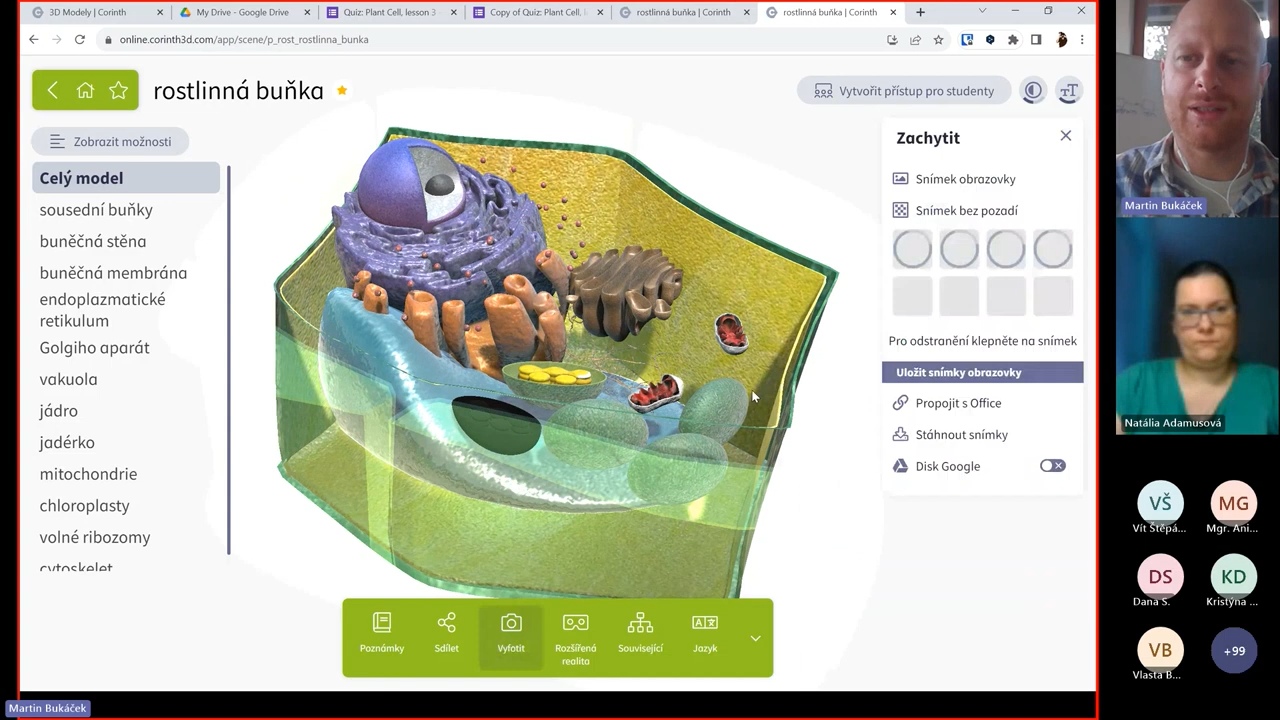 3D Modely | Corinth
My Drive - Google Drive
Quiz: Plant Cell, lesson 3
Copy of Quiz: Plant Cell, l
rostlinná buňka | Corinth
rostlinná buňka | Corinth
online.corinth3d.com/app/scene/p_rost_rostlinna_bunka
rostlinná buňka
Vytvořit přístup pro studenty
Zobrazit možnosti
Celý model
sousední buňky
buněčná stěna
buněčná membrána
endoplazmatické
retikulum
Golgiho aparát
vakuola
jádro
jadérko
mitochondrie
chloroplasty
volné ribozomy
cytoskelet
Zachytit
Snímek obrazovky
Snímek bez pozadí
Pro odstranění klepněte na snímek
Uložit snímky obrazovky
Propojit s Office
Stáhnout snímky
Disk Google
Poznámky
Sdílet
Vyfotit
Rozšířená
realita
Související
Jazyk
Martin Bukáček
Martin Bukáček
Natália Adamusová
VŠ
MG
Vít Štěpá...
Mgr. Ani...
DS
KD
Dana S.
Kristýna ...
VB
+99
Vlasta B...